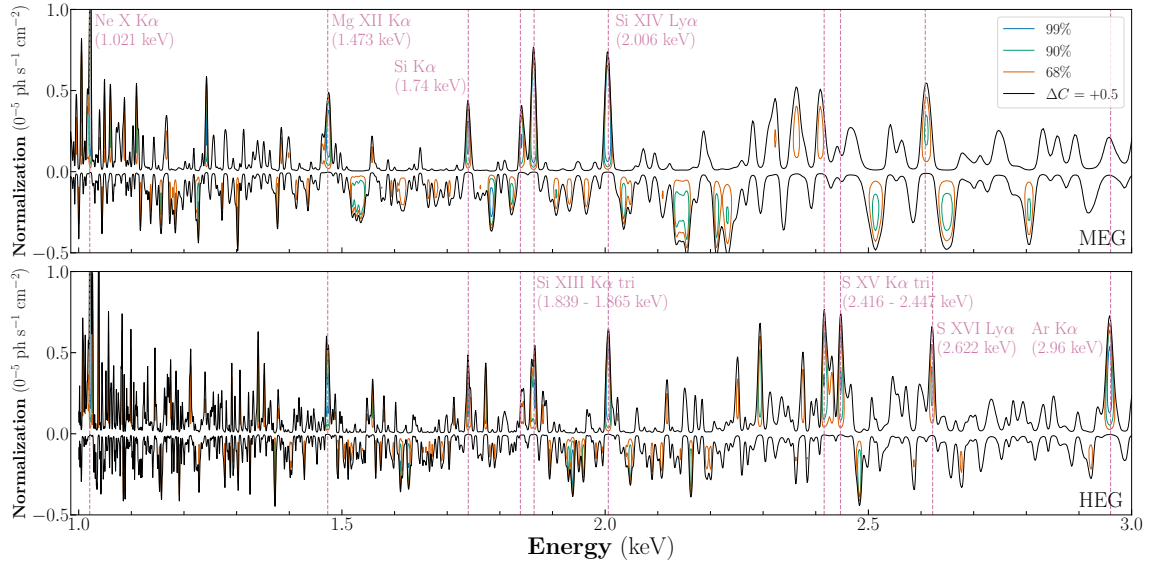 1.0
0.5
0.0
−0.5
Normalization (0⁻⁵ ph s⁻¹ cm⁻²)
Ne X Kα
(1.021 keV)
Mg XII Kα
(1.473 keV)
Si Kα
(1.74 keV)
Si XIV Lyα
(2.006 keV)
99%
90%
68%
ΔC = +0.5
MEG
1.0
0.5
0.0
−0.5
Normalization (0⁻⁵ ph s⁻¹ cm⁻²)
Si XIII Kα tri
(1.839 - 1.865 keV)
S XV Kα tri
(2.416 - 2.447 keV)
S XVI Lyα
(2.622 keV)
Ar Kα
(2.96 keV)
HEG
1.0
1.5
2.0
2.5
3.0
Energy (keV)